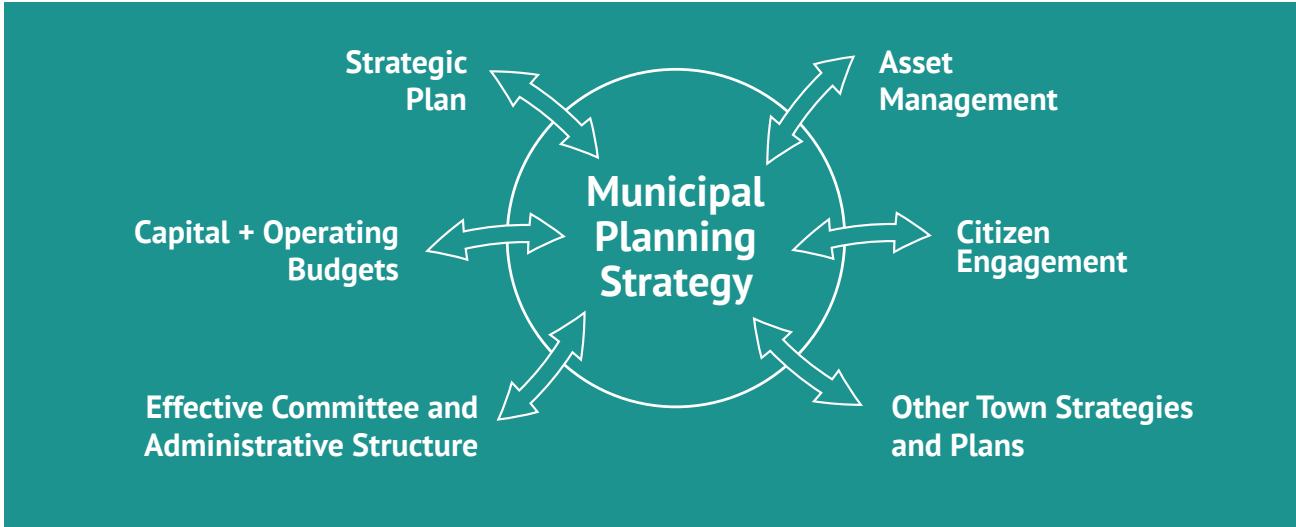 Strategic
Plan
Asset
Management
Municipal
Planning
Strategy
Capital + Operating
Budgets
Citizen
Engagement
Effective Committee and
Administrative Structure
Other Town Strategies
and Plans